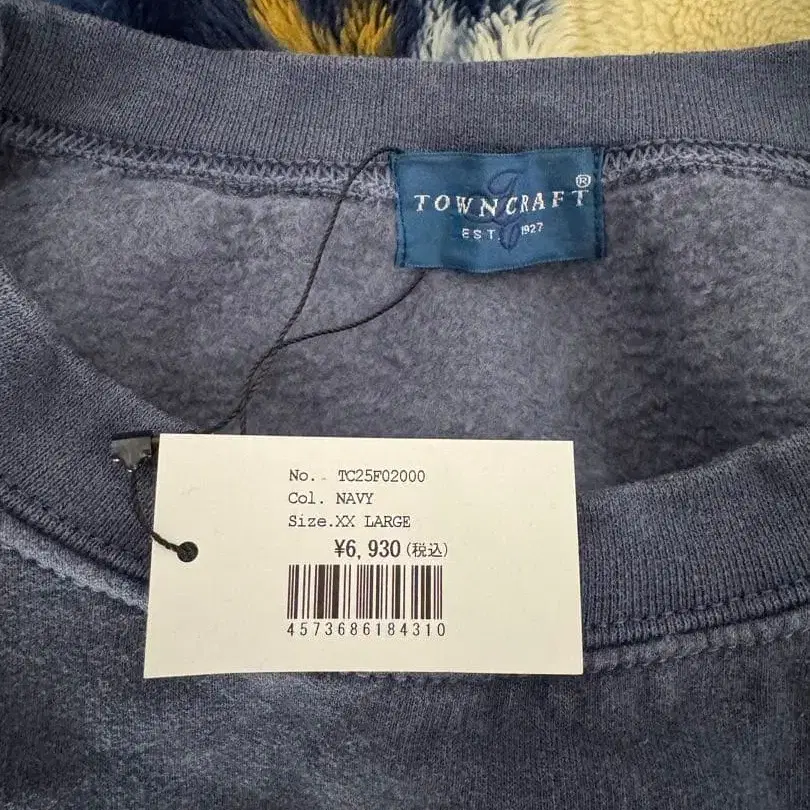 TOWNCRAFT®
EST. 1927
No. TC25F02000
Col. NAVY
Size.XX LARGE
¥6,930(税込)
4573686184310